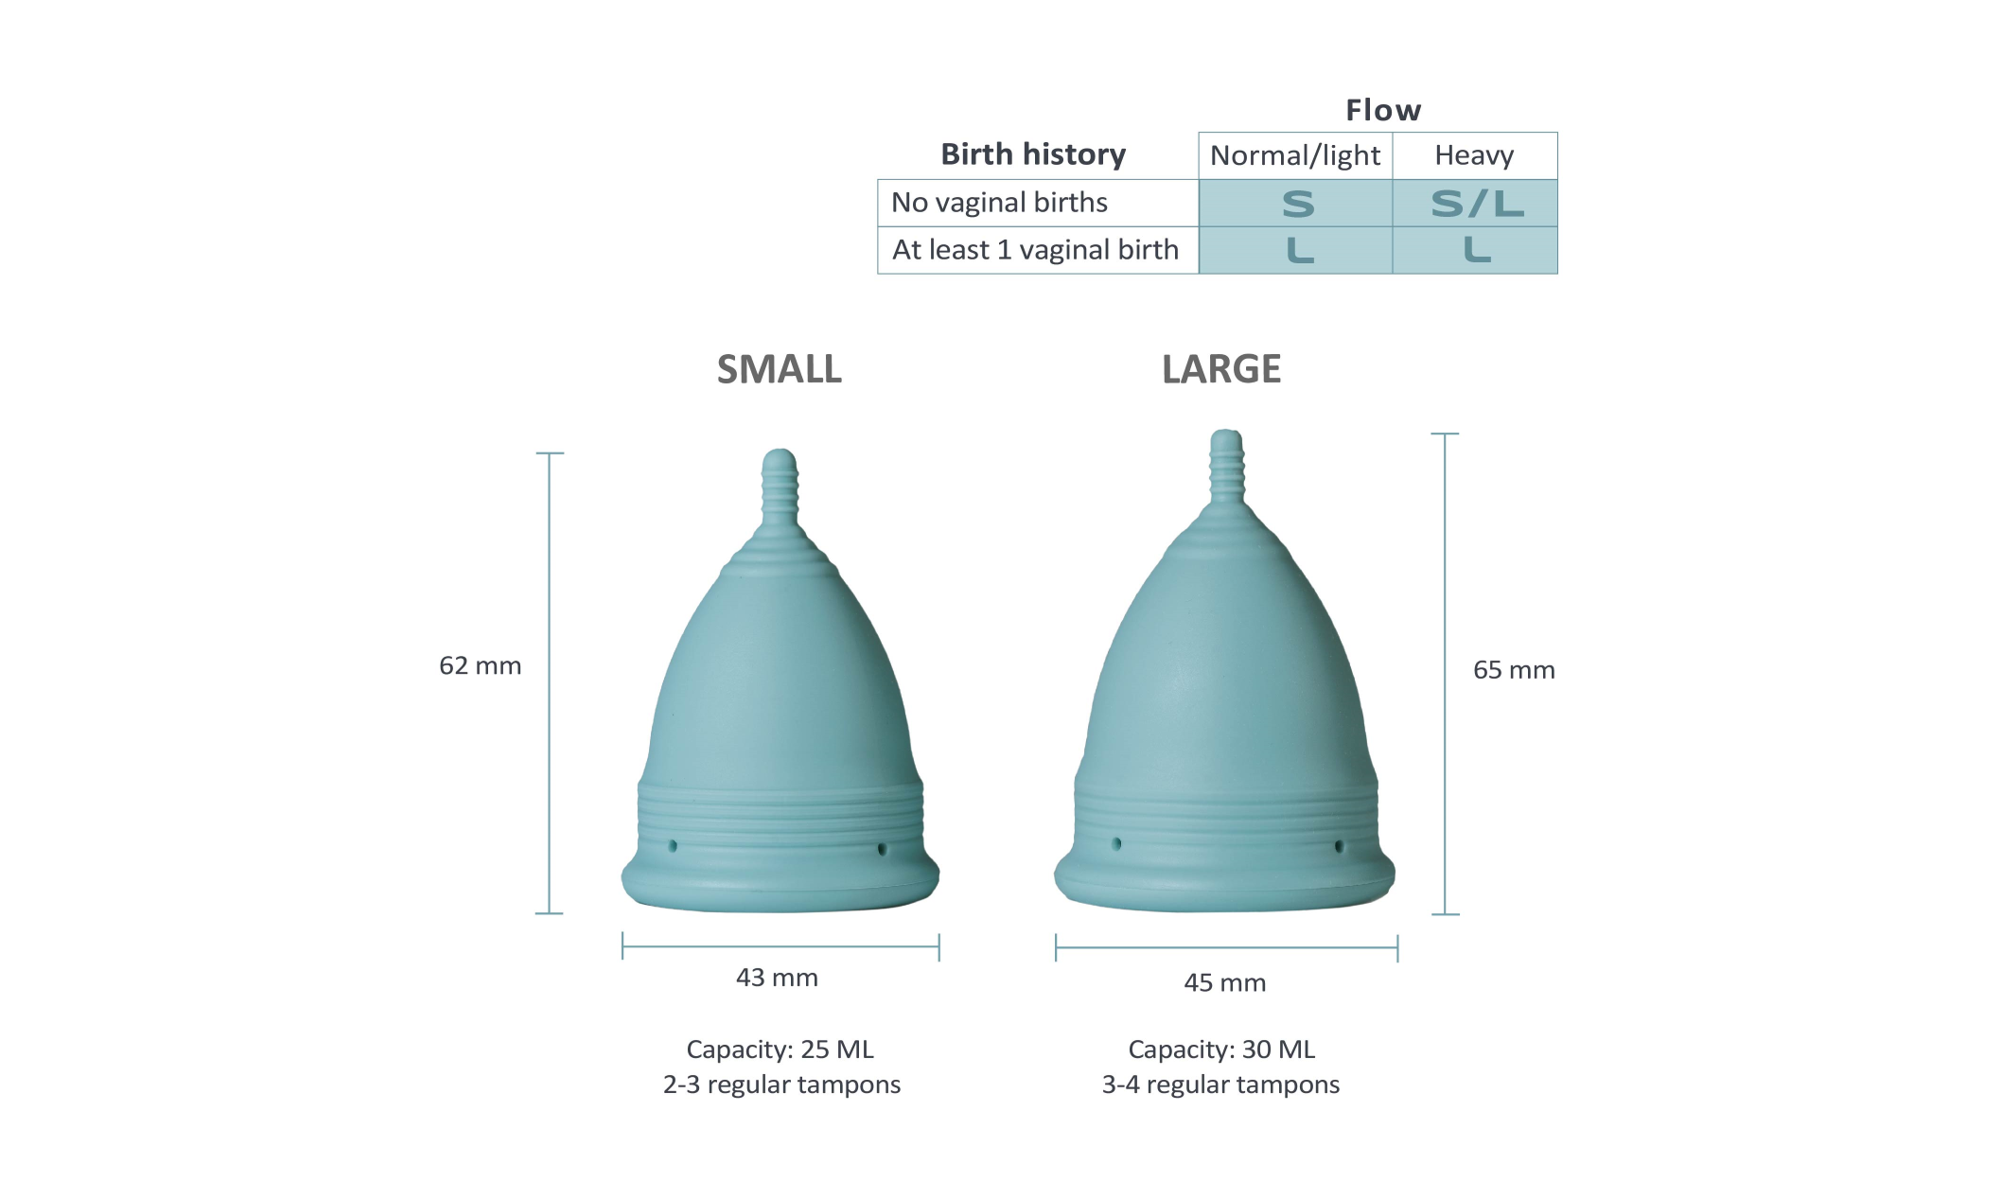 Flow
Birth history Normal/light Heavy
No vaginal births S S/L
At least 1 vaginal birth L L
SMALL LARGE
62 mm 65 mm
43 mm 45 mm
Capacity: 25 ML Capacity: 30 ML
2-3 regular tampons 3-4 regular tampons